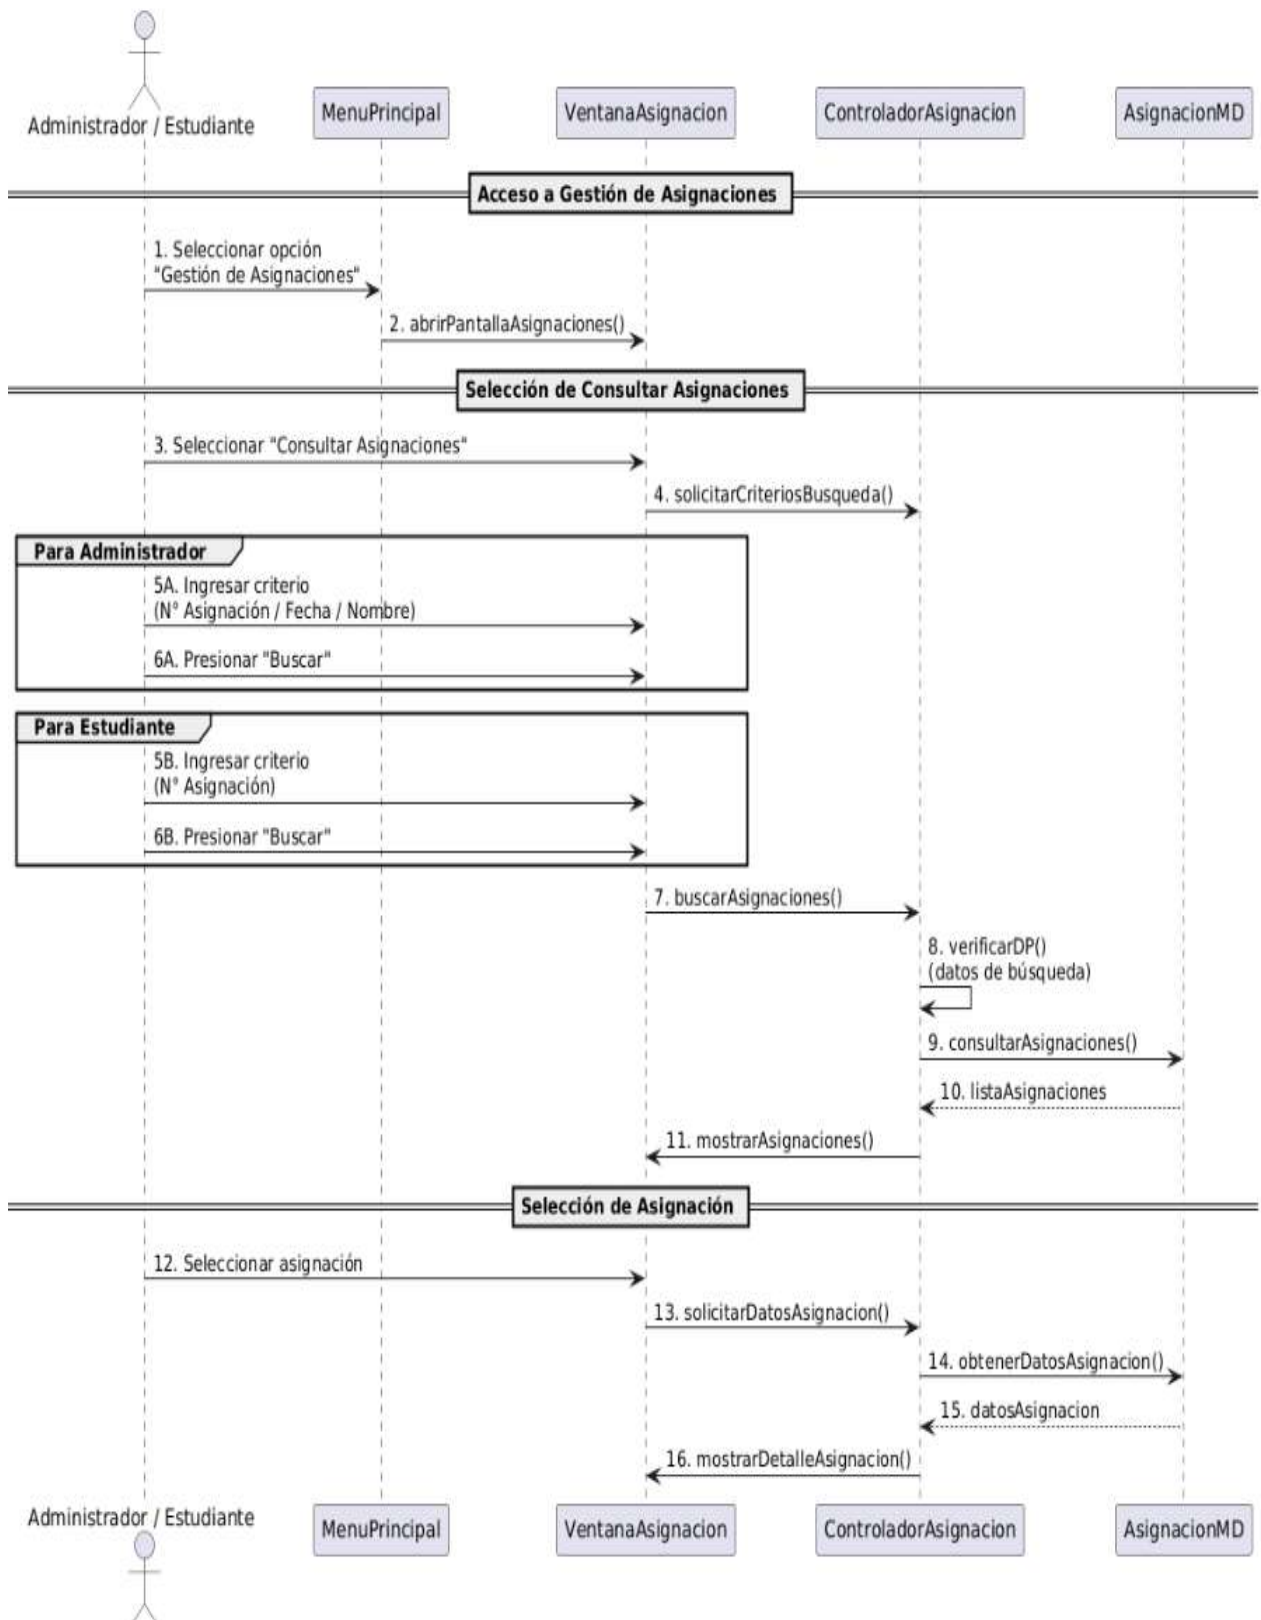 Administrador / Estudiante
MenuPrincipal
VentanaAsignacion
ControladorAsignacion
AsignacionMD
Acceso a Gestión de Asignaciones
1. Seleccionar opción
"Gestión de Asignaciones"
2. abrirPantallaAsignaciones()
Selección de Consultar Asignaciones
3. Seleccionar "Consultar Asignaciones"
4. solicitarCriteriosBusqueda()
Para Administrador
5A. Ingresar criterio
(N° Asignación / Fecha / Nombre)
6A. Presionar "Buscar"
Para Estudiante
5B. Ingresar criterio
(N° Asignación)
6B. Presionar "Buscar"
7. buscarAsignaciones()
8. verificarDP()
(datos de búsqueda)
9. consultarAsignaciones()
10. listaAsignaciones
11. mostrarAsignaciones()
Selección de Asignación
12. Seleccionar asignación
13. solicitarDatosAsignacion()
14. obtenerDatosAsignacion()
15. datosAsignacion
16. mostrarDetalleAsignacion()
Administrador / Estudiante
MenuPrincipal
VentanaAsignacion
ControladorAsignacion
AsignacionMD